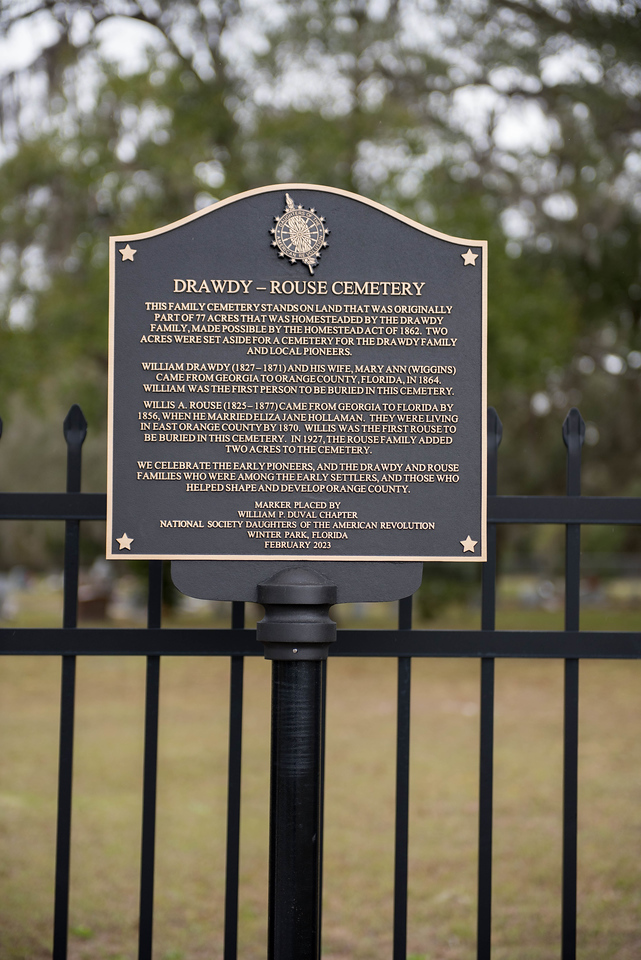 DRAWDY – ROUSE CEMETERY
THIS FAMILY CEMETERY STANDS ON LAND THAT WAS ORIGINALLY
PART OF 77 ACRES THAT WAS HOMESTEADED BY THE DRAWDY
FAMILY, MADE POSSIBLE BY THE HOMESTEAD ACT OF 1862. TWO
ACRES WERE SET ASIDE FOR A CEMETERY FOR THE DRAWDY FAMILY
AND LOCAL PIONEERS.
WILLIAM DRAWDY (1827–1871) AND HIS WIFE, MARY ANN (WIGGINS)
CAME FROM GEORGIA TO ORANGE COUNTY, FLORIDA, IN 1864.
WILLIAM WAS THE FIRST PERSON TO BE BURIED IN THIS CEMETERY.
WILLIS A. ROUSE (1825–1877) CAME FROM GEORGIA TO FLORIDA BY
1856, WHEN HE MARRIED ELIZA JANE HOLLAMAN. THEY WERE LIVING
IN EAST ORANGE COUNTY BY 1870. WILLIS WAS THE FIRST ROUSE TO
BE BURIED IN THIS CEMETERY. IN 1927, THE ROUSE FAMILY ADDED
TWO ACRES TO THE CEMETERY.
WE CELEBRATE THE EARLY PIONEERS, AND THE DRAWDY AND ROUSE
FAMILIES WHO WERE AMONG THE EARLY SETTLERS, AND THOSE WHO
HELPED SHAPE AND DEVELOP ORANGE COUNTY.
MARKER PLACED BY
WILLIAM P. DUVAL CHAPTER
NATIONAL SOCIETY DAUGHTERS OF THE AMERICAN REVOLUTION
WINTER PARK, FLORIDA
FEBRUARY 2023